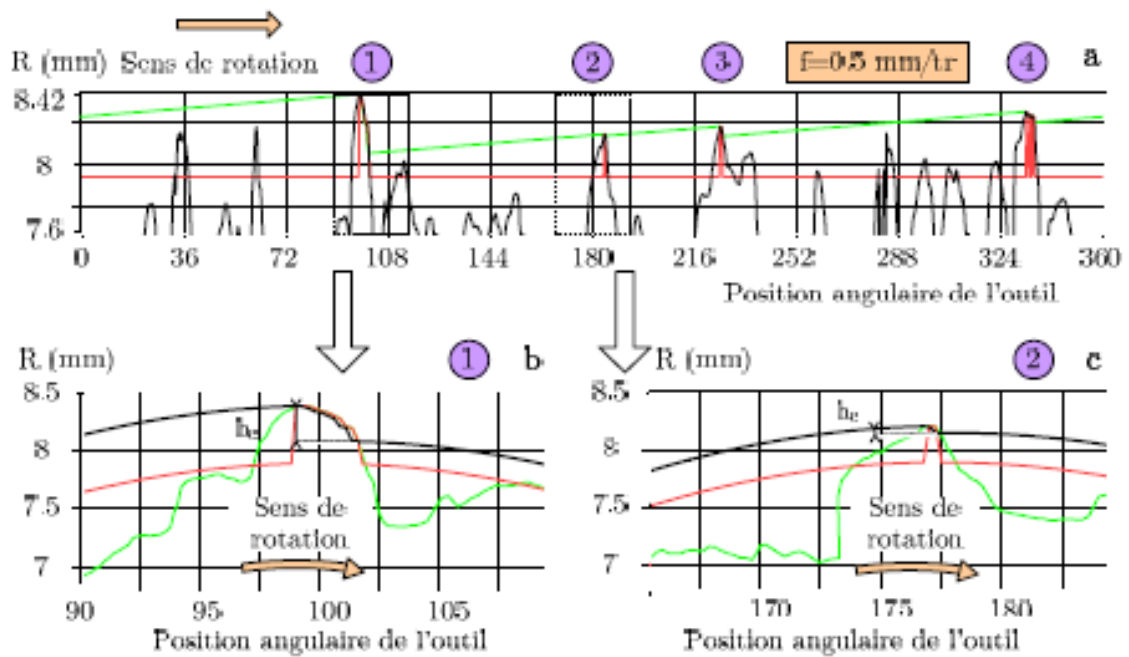 R (mm) Sens de rotation 1 2 3 4 f=0.5 mm/tr a
8.42
8
7.6
0 36 72 108 144 180 216 252 288 324 360
Position angulaire de l'outil
R (mm) 1 b
8.5
8
7.5
7
hc
Sens de
rotation
90 95 100 105
Position angulaire de l'outil
R (mm) 2 c
8.5
8
7.5
7
hc
Sens de
rotation
170 175 180
Position angulaire de l'outil